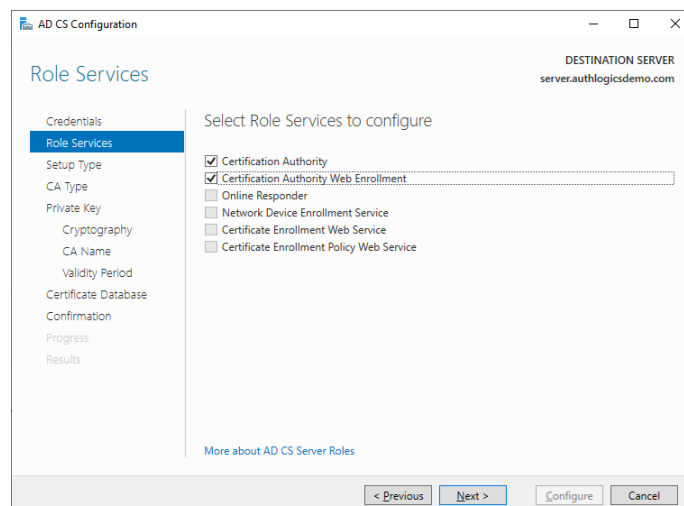 AD CS Configuration
Role Services
DESTINATION SERVER
server.authlogicsdemo.com
Credentials
Role Services
Setup Type
CA Type
Private Key
Cryptography
CA Name
Validity Period
Certificate Database
Confirmation
Progress
Results
Select Role Services to configure
Certification Authority
Certification Authority Web Enrollment
Online Responder
Network Device Enrollment Service
Certificate Enrollment Web Service
Certificate Enrollment Policy Web Service
More about AD CS Server Roles
< Previous Next > Configure Cancel